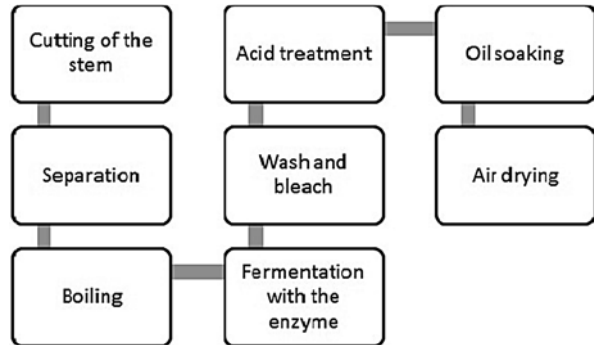 Cutting of the
stem
Separation
Boiling
Fermentation
with the
enzyme
Wash and
bleach
Acid treatment
Oil soaking
Air drying